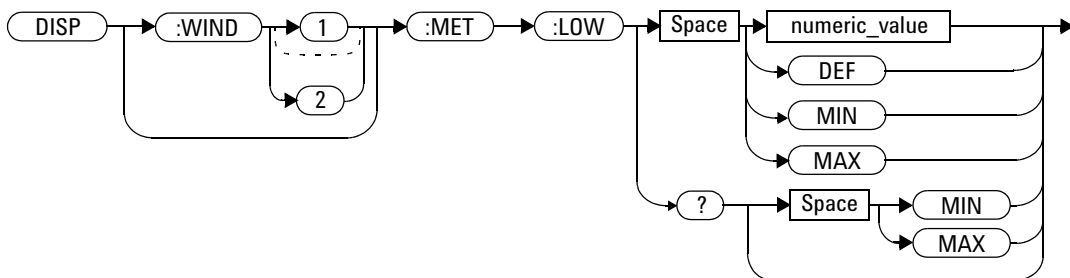 DISP :WIND 1 :MET :LOW Space numeric_value
2 DEF
MIN
MAX
? Space MIN
MAX